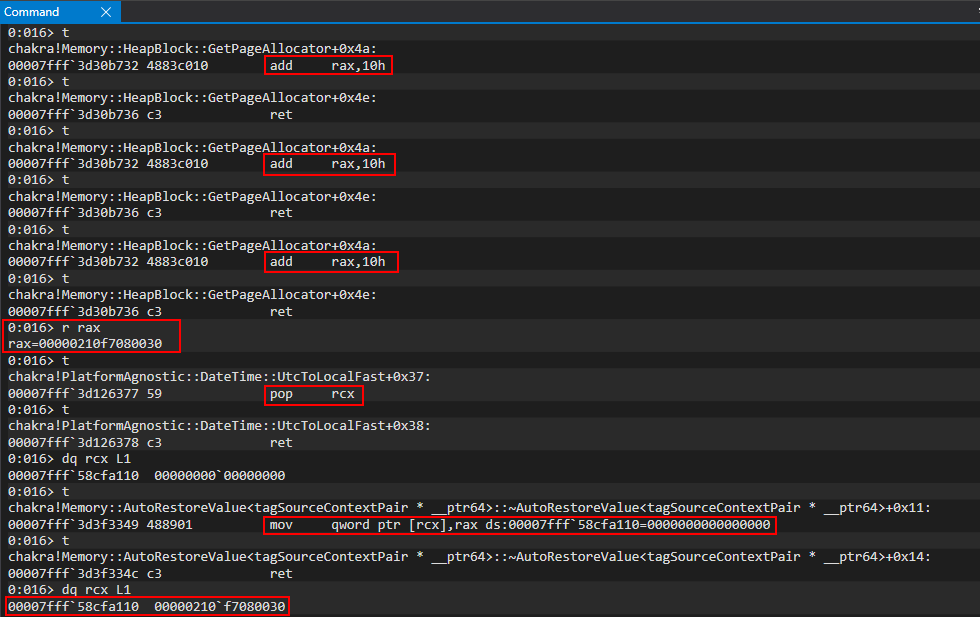 Command ×
0:016> t
chakra!Memory::HeapBlock::GetPageAllocator+0x4a:
00007fff`3d30b732 4883c010        add     rax,10h
0:016> t
chakra!Memory::HeapBlock::GetPageAllocator+0x4e:
00007fff`3d30b736 c3              ret
0:016> t
chakra!Memory::HeapBlock::GetPageAllocator+0x4a:
00007fff`3d30b732 4883c010        add     rax,10h
0:016> t
chakra!Memory::HeapBlock::GetPageAllocator+0x4e:
00007fff`3d30b736 c3              ret
0:016> t
chakra!Memory::HeapBlock::GetPageAllocator+0x4a:
00007fff`3d30b732 4883c010        add     rax,10h
0:016> t
chakra!Memory::HeapBlock::GetPageAllocator+0x4e:
00007fff`3d30b736 c3              ret
0:016> r rax
rax=00000210f7080030
0:016> t
chakra!PlatformAgnostic::DateTime::UtcToLocalFast+0x37:
00007fff`3d126377 59              pop     rcx
0:016> t
chakra!PlatformAgnostic::DateTime::UtcToLocalFast+0x38:
00007fff`3d126378 c3              ret
0:016> dq rcx L1
00007fff`58cfa110  00000000`00000000
0:016> t
chakra!Memory::AutoRestoreValue<tagSourceContextPair * __ptr64>::~AutoRestoreValue<tagSourceContextPair * __ptr64>+0x11:
00007fff`3d3f3349 488901          mov     qword ptr [rcx],rax ds:00007fff`58cfa110=0000000000000000
0:016> t
chakra!Memory::AutoRestoreValue<tagSourceContextPair * __ptr64>::~AutoRestoreValue<tagSourceContextPair * __ptr64>+0x14:
00007fff`3d3f334c c3              ret
0:016> dq rcx L1
00007fff`58cfa110  00000210`f7080030